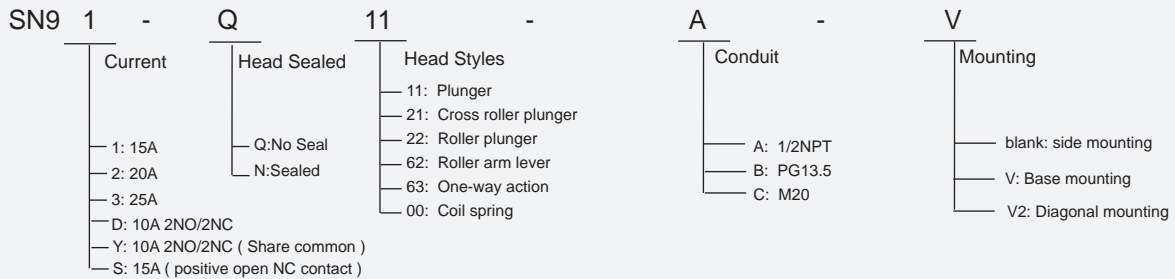 SN9 1 - Q 11 - A - V
Current
1: 15A
2: 20A
3: 25A
D: 10A 2NO/2NC
Y: 10A 2NO/2NC ( Share common )
S: 15A ( positive open NC contact )
Head Sealed
Q:No Seal
N:Sealed
Head Styles
11: Plunger
21: Cross roller plunger
22: Roller plunger
62: Roller arm lever
63: One-way action
00: Coil spring
Conduit
A: 1/2NPT
B: PG13.5
C: M20
Mounting
blank: side mounting
V: Base mounting
V2: Diagonal mounting